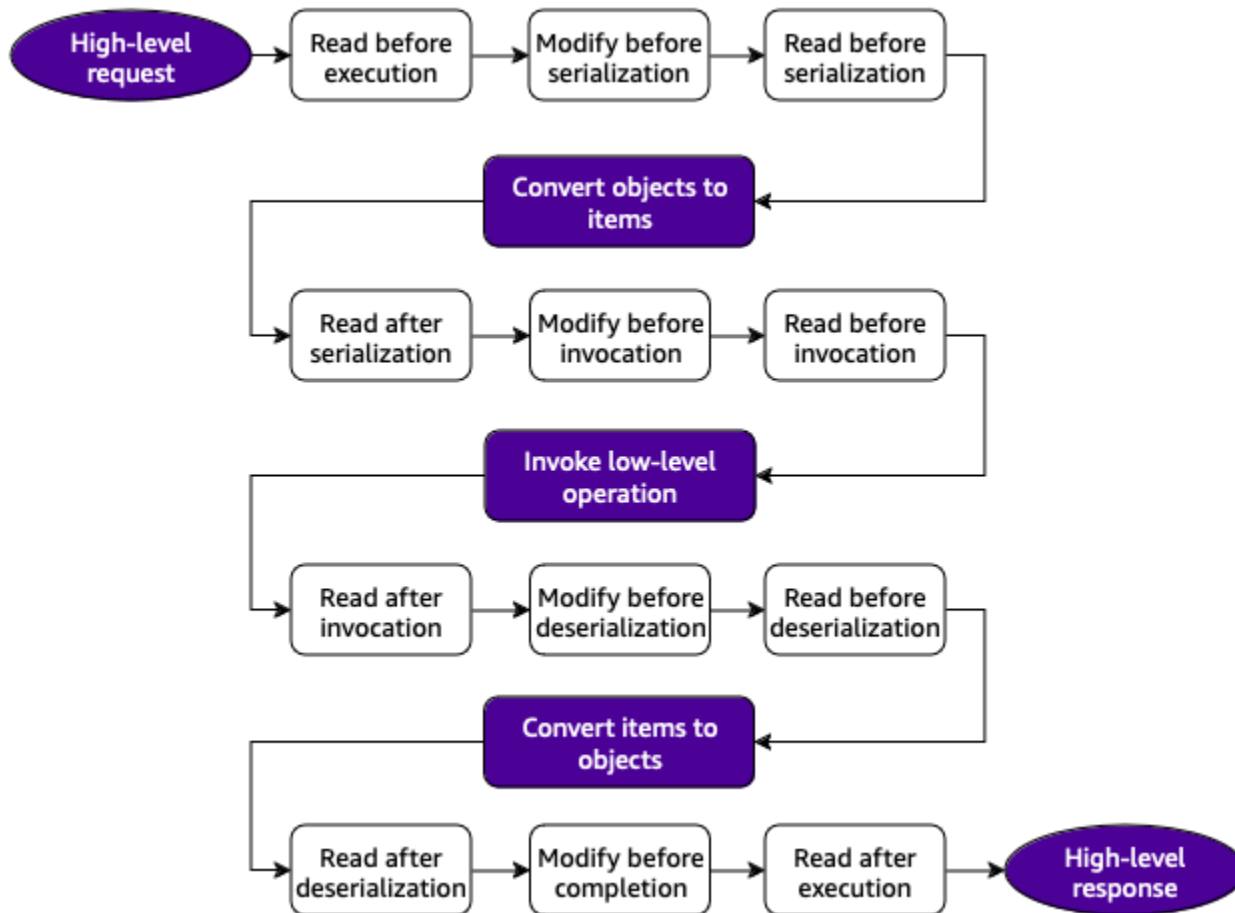 High-level
request
Read before
execution
Modify before
serialization
Read before
serialization
Convert objects to
items
Read after
serialization
Modify before
invocation
Read before
invocation
Invoke low-level
operation
Read after
invocation
Modify before
deserialization
Read before
deserialization
Convert items to
objects
Read after
deserialization
Modify before
completion
Read after
execution
High-level
response